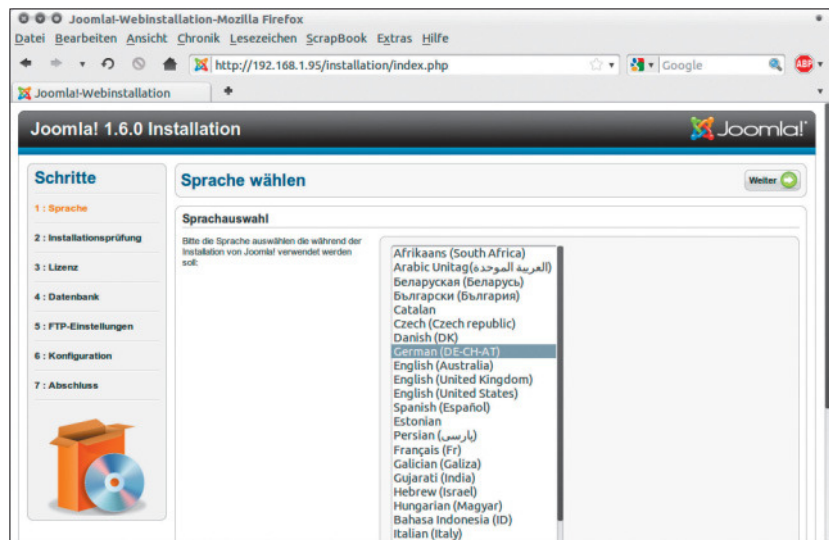 Joomla!-Webinstallation-Mozilla Firefox
Datei Bearbeiten Ansicht Chronik Lesezeichen ScrapBook Extras Hilfe
http://192.168.1.95/installation/index.php
Google
ABP
Joomla!-Webinstallation
Joomla! 1.6.0 Installation
Joomla!
Schritte
1 : Sprache
2 : Installationsprüfung
3 : Lizenz
4 : Datenbank
5 : FTP-Einstellungen
6 : Konfiguration
7 : Abschluss
Sprache wählen
Weiter
Sprachauswahl
Bitte die Sprache auswählen die während der
Installation von Joomla! verwendet werden
soll:
Afrikaans (South Africa)
Arabic Unitag(العربية الموحدة)
Беларуская (Беларусь)
Български (България)
Catalan
Czech (Czech republic)
Danish (DK)
German (DE-CH-AT)
English (Australia)
English (United Kingdom)
English (United States)
Spanish (Español)
Estonian
Persian (پارسی)
Français (Fr)
Galician (Galiza)
Gujarati (India)
Hebrew (Israel)
Hungarian (Magyar)
Bahasa Indonesia (ID)
Italian (Italy)